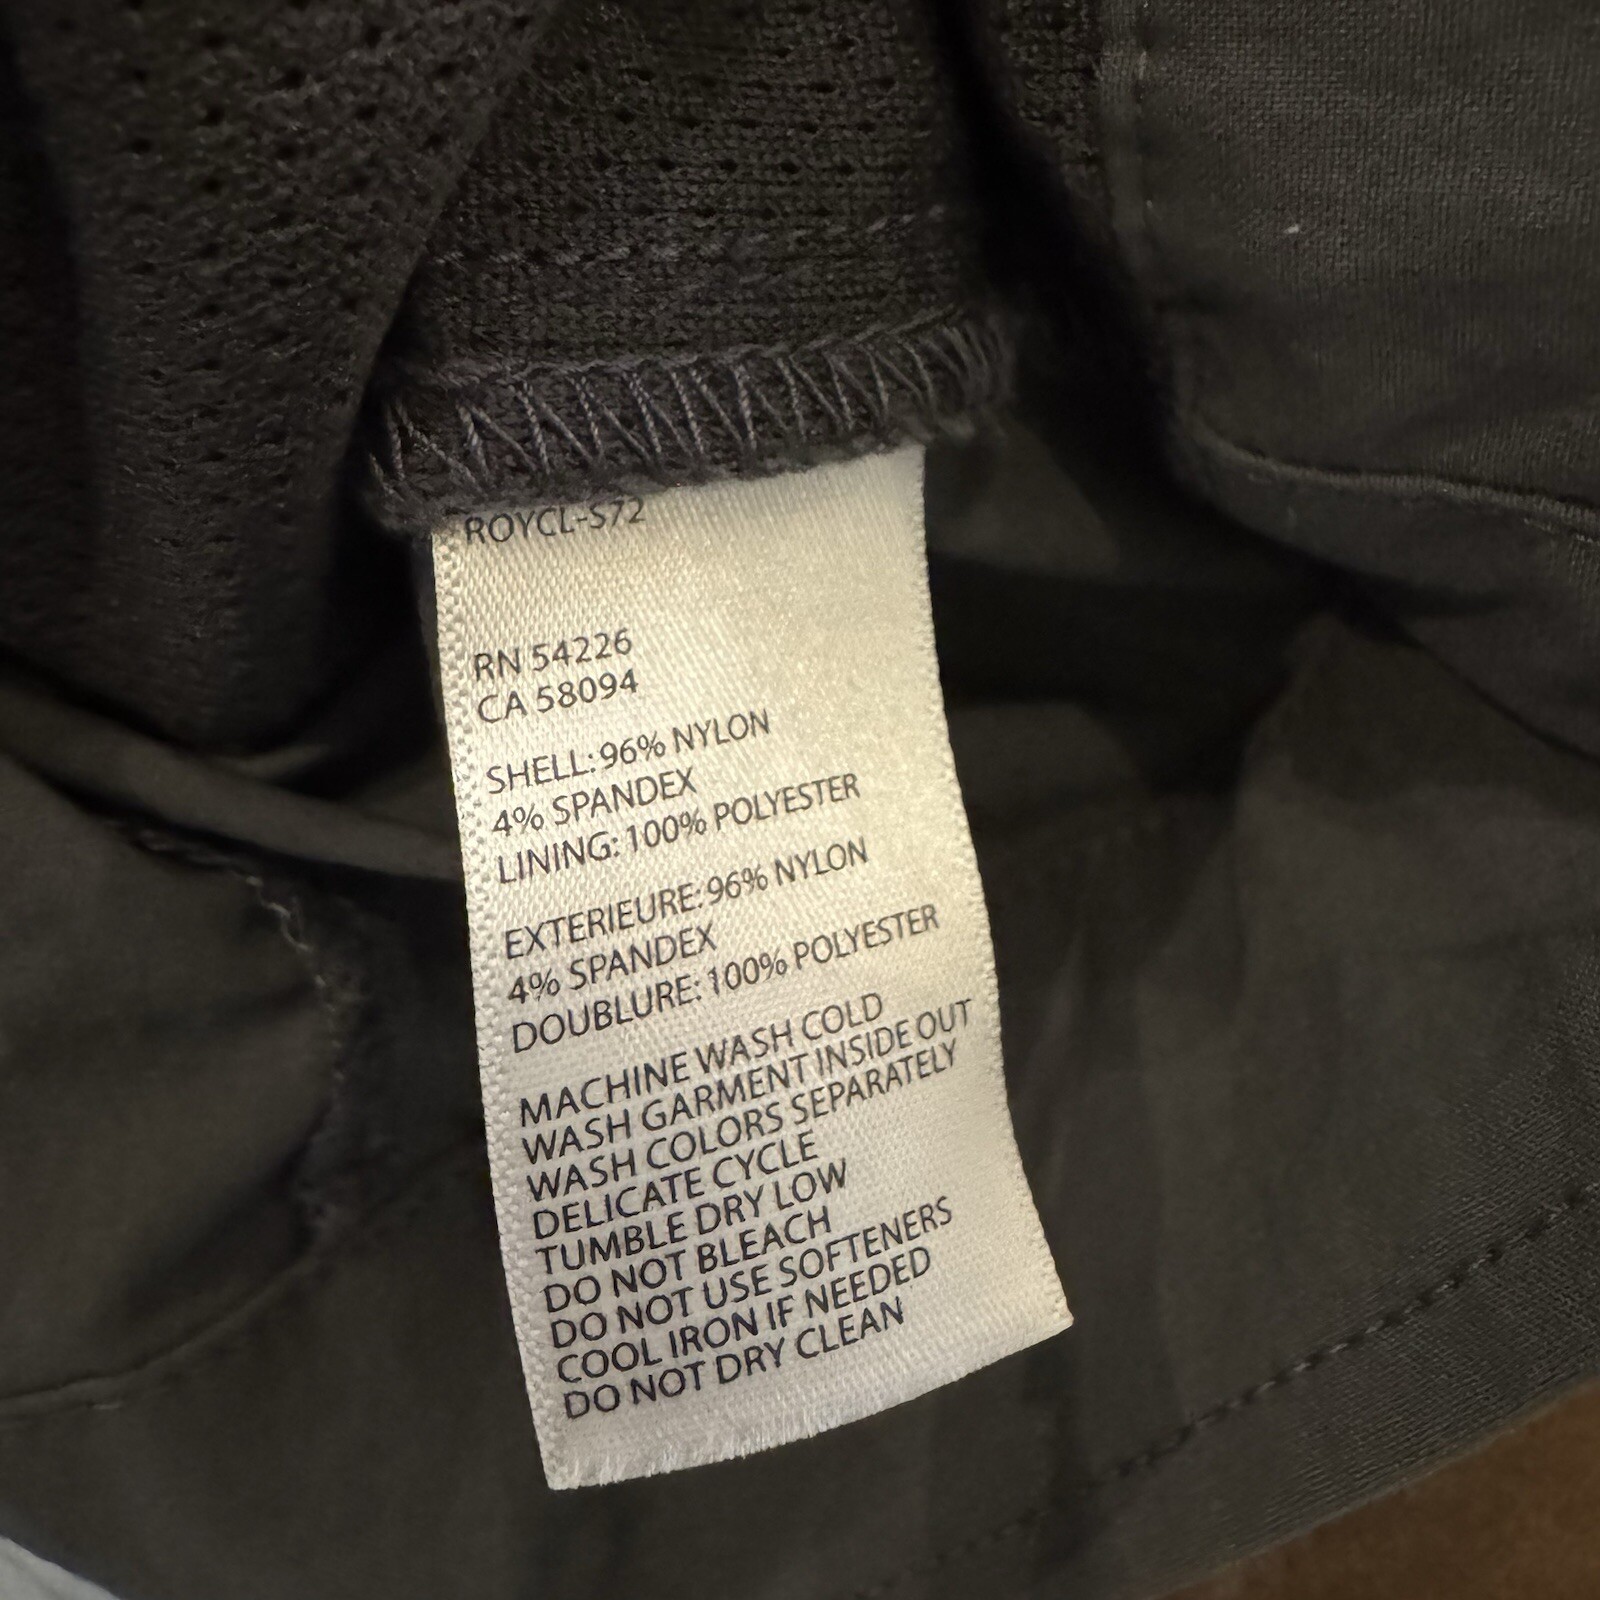 ROYCL-S72
RN 54226
CA 58094
SHELL: 96% NYLON
4% SPANDEX
LINING: 100% POLYESTER
EXTERIEURE: 96% NYLON
4% SPANDEX
DOUBLURE: 100% POLYESTER
MACHINE WASH COLD
WASH GARMENT INSIDE OUT
WASH COLORS SEPARATELY
DELICATE CYCLE
TUMBLE DRY LOW
DO NOT BLEACH
DO NOT USE SOFTENERS
COOL IRON IF NEEDED
DO NOT DRY CLEAN